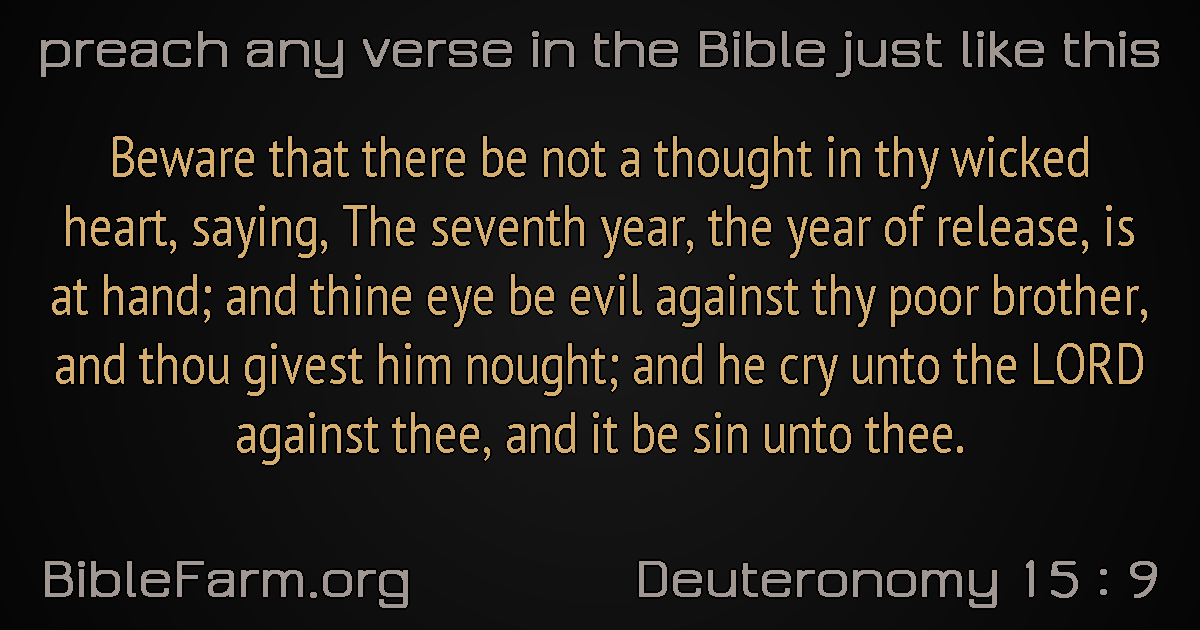 preach any verse in the Bible just like this
Beware that there be not a thought in thy wicked
heart, saying, The seventh year, the year of release, is
at hand; and thine eye be evil against thy poor brother,
and thou givest him nought; and he cry unto the LORD
against thee, and it be sin unto thee.
BibleFarm.org
Deuteronomy 15 : 9